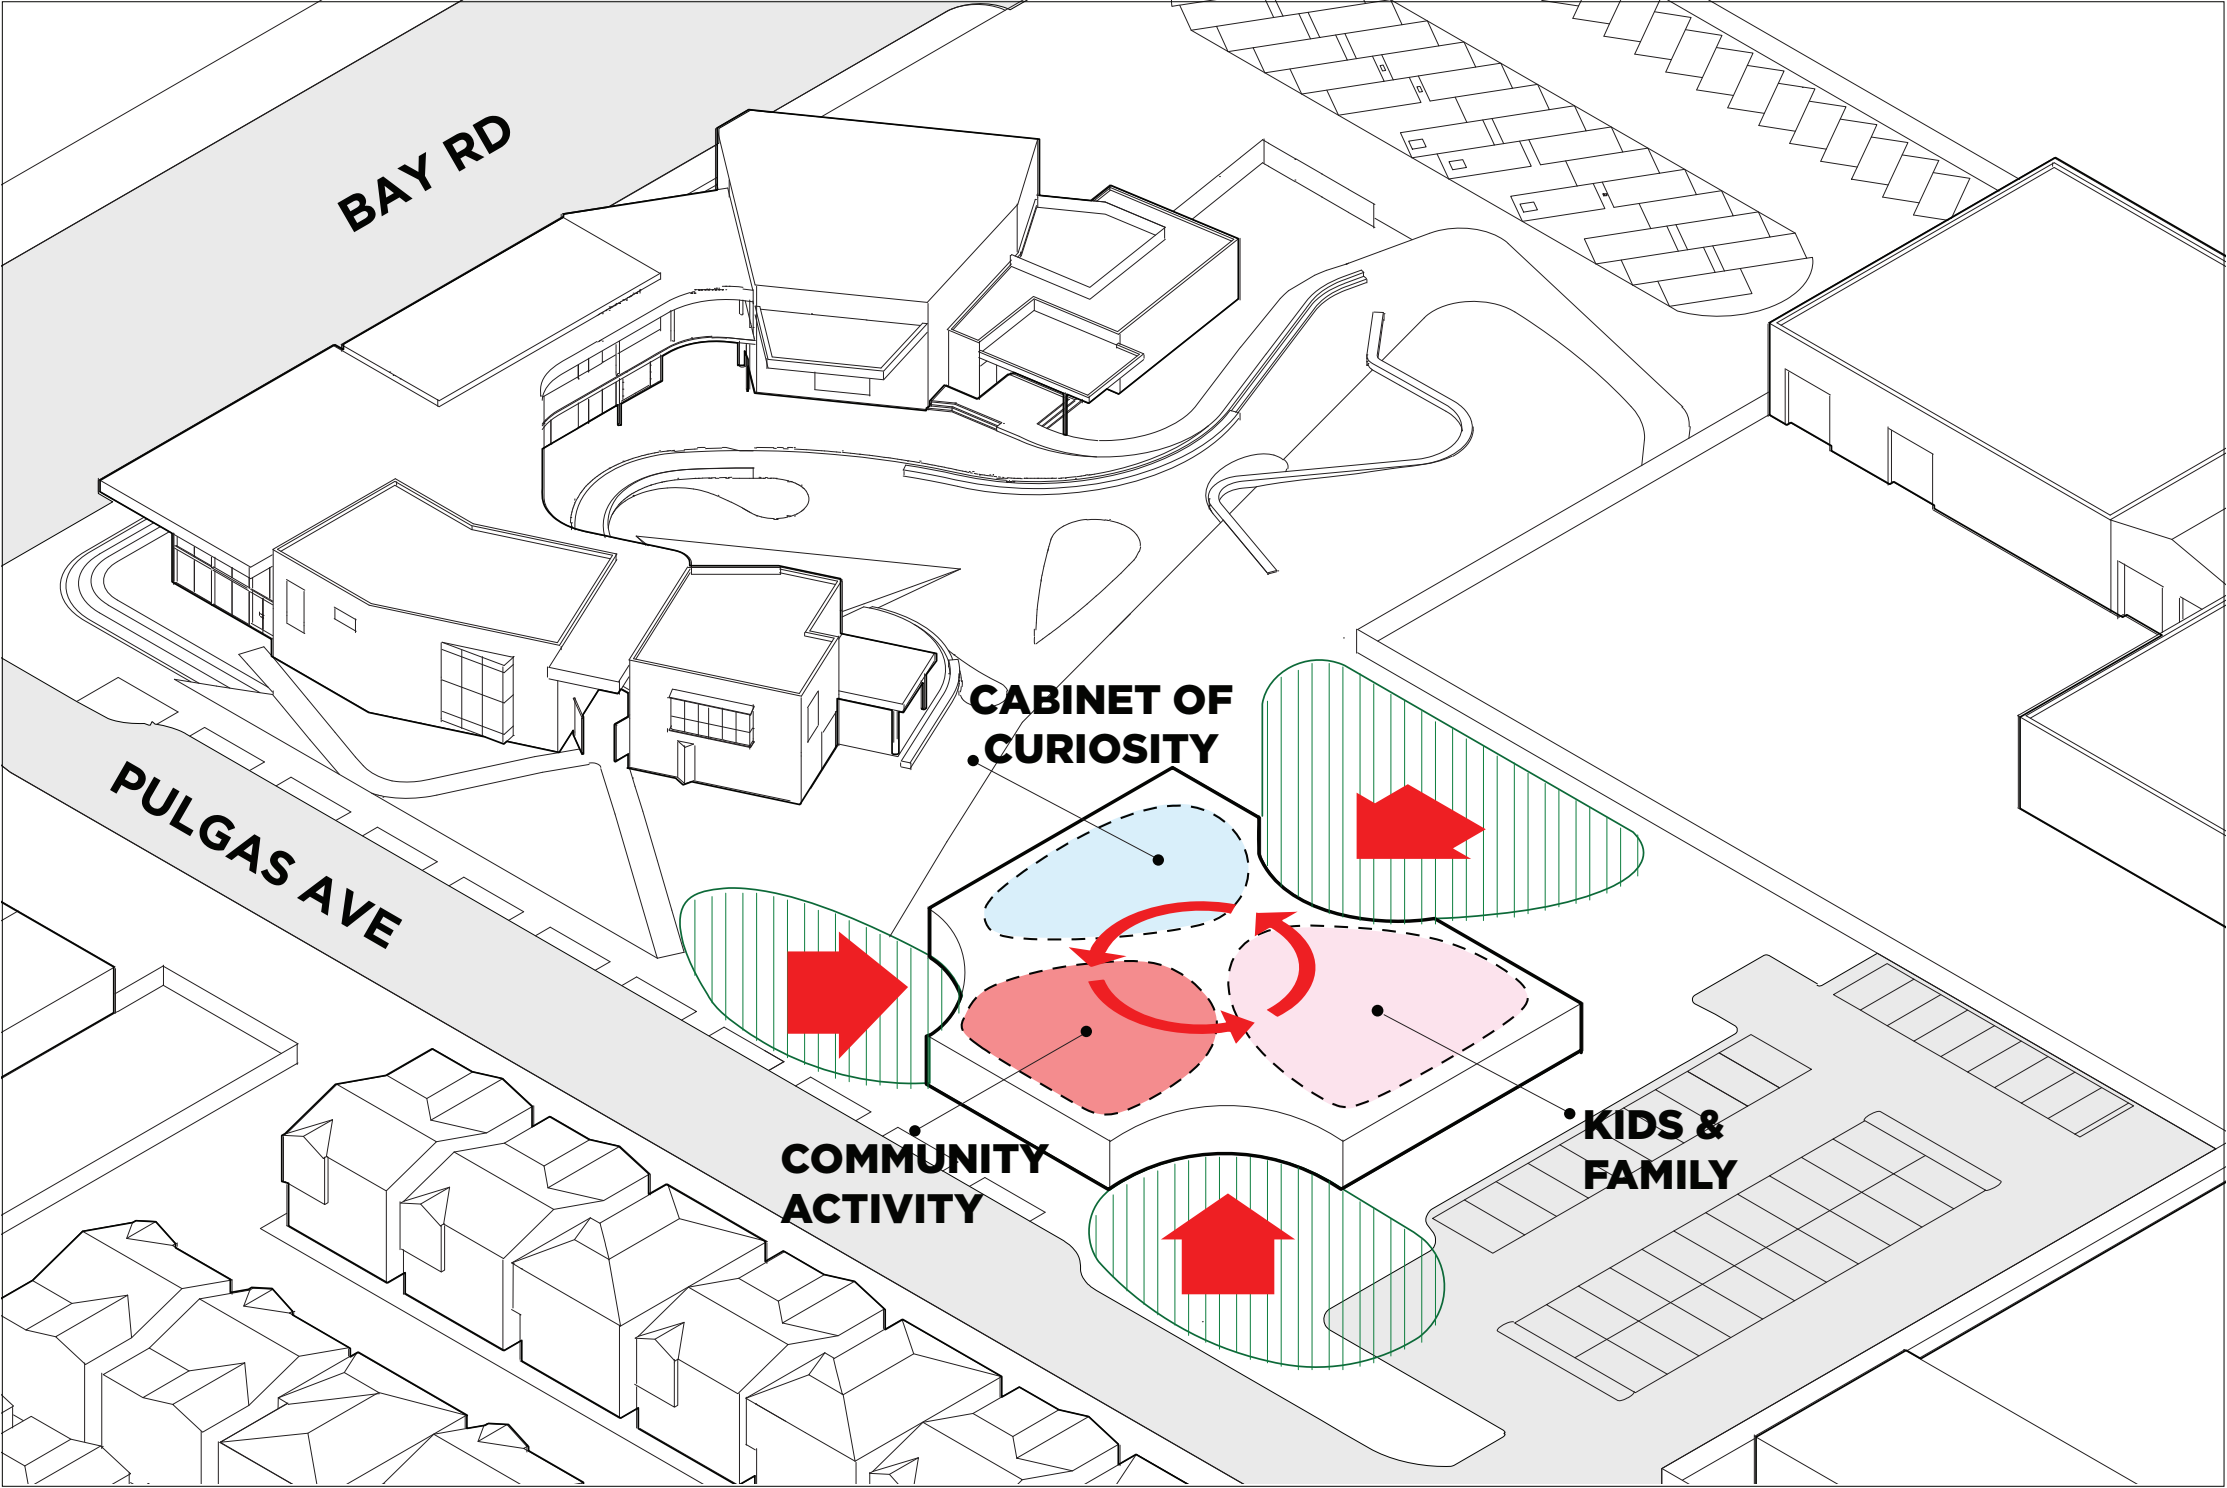 BAY RD
CABINET OF
CURIOSITY
PULGAS AVE
KIDS &
FAMILY
COMMUNITY
ACTIVITY